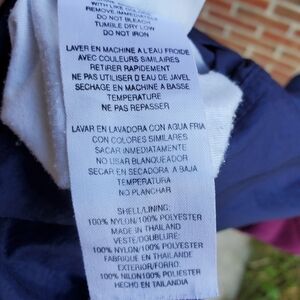 WITH LIKE COLORS
REMOVE IMMEDIATELY
DO NOT BLEACH
TUMBLE DRY LOW
DO NOT IRON
LAVER EN MACHINE A L'EAU FROIDE
AVEC COULEURS SIMILAIRES
RETIRER RAPIDEMENT
NE PAS UTILISER D'EAU DE JAVEL
SECHAGE EN MACHINE A BASSE
TEMPERATURE
NE PAS REPASSER
LAVAR EN LAVADORA CON AGUA FRIA
CON COLORES SIMILARES
SACAR INMEDIATAMENTE
NO USAR BLANQUEADOR
SECAR EN SECADORA A BAJA
TEMPERATURA
NO PLANCHAR
SHELL/LINING:
100% NYLON/100% POLYESTER
MADE IN THAILAND
VESTE/DOUBLURE:
100% NYLON/100% POLYESTER
FABRIQUE EN THAILANDE
EXTERIOR/FORRO:
100% NILON/100% POLIESTER
HECHO EN TAILANDIA